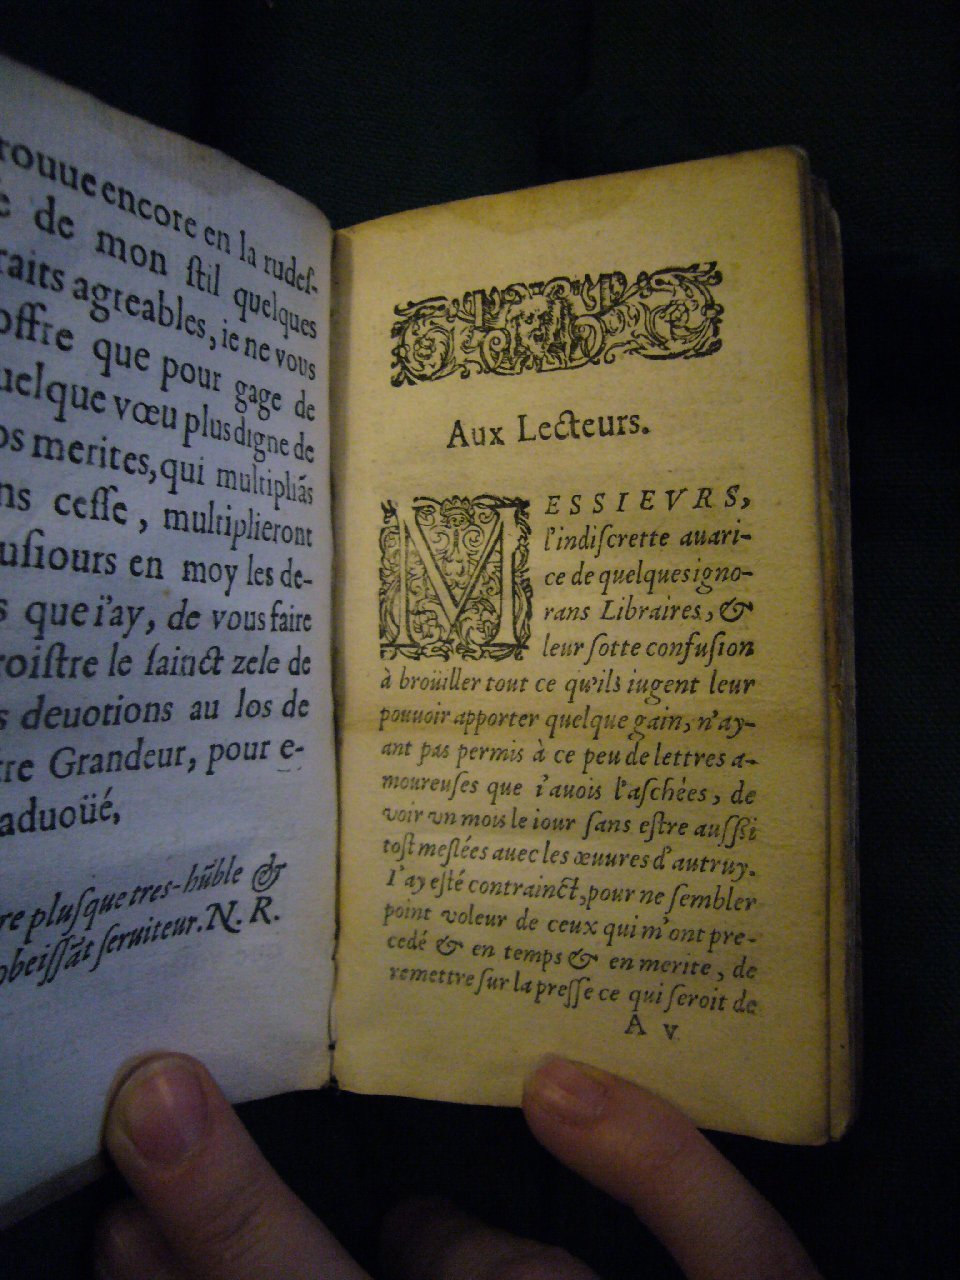 rouue encore en la rudeſ-
e de mon ſtil quelques
raits agreables, ie ne vous
offre que pour gage de
uelque vœu plus digne de
os merites, qui multipliãs
ns ceſſe, multiplieront
uſiours en moy les de-
s que i'ay, de vous faire
roiſtre le ſainct zele de
s deuotions au los de
re Grandeur, pour e-
aduoüé,
re pluſque tres-hũble &
obeiſſãt ſeruiteur. N. R.
Aux Lecteurs.
MESSIEVRS,
l'indiſcrette auari-
ce de quelques igno-
rans Libraires, &
leur ſotte confuſion
à broüiller tout ce qu'ils iugent leur
pouuoir apporter quelque gain, n'ay-
ant pas permis à ce peu de lettres a-
moureuſes que i'auois laſchées, de
voir vn mois le iour ſans eſtre auſſi
toſt meſlées auec les œuures d'autruy.
I'ay eſté contrainct, pour ne ſembler
point voleur de ceux qui m'ont pre-
cedé & en temps & en merite, de
remettre ſur la preſſe ce qui ſeroit de
A v